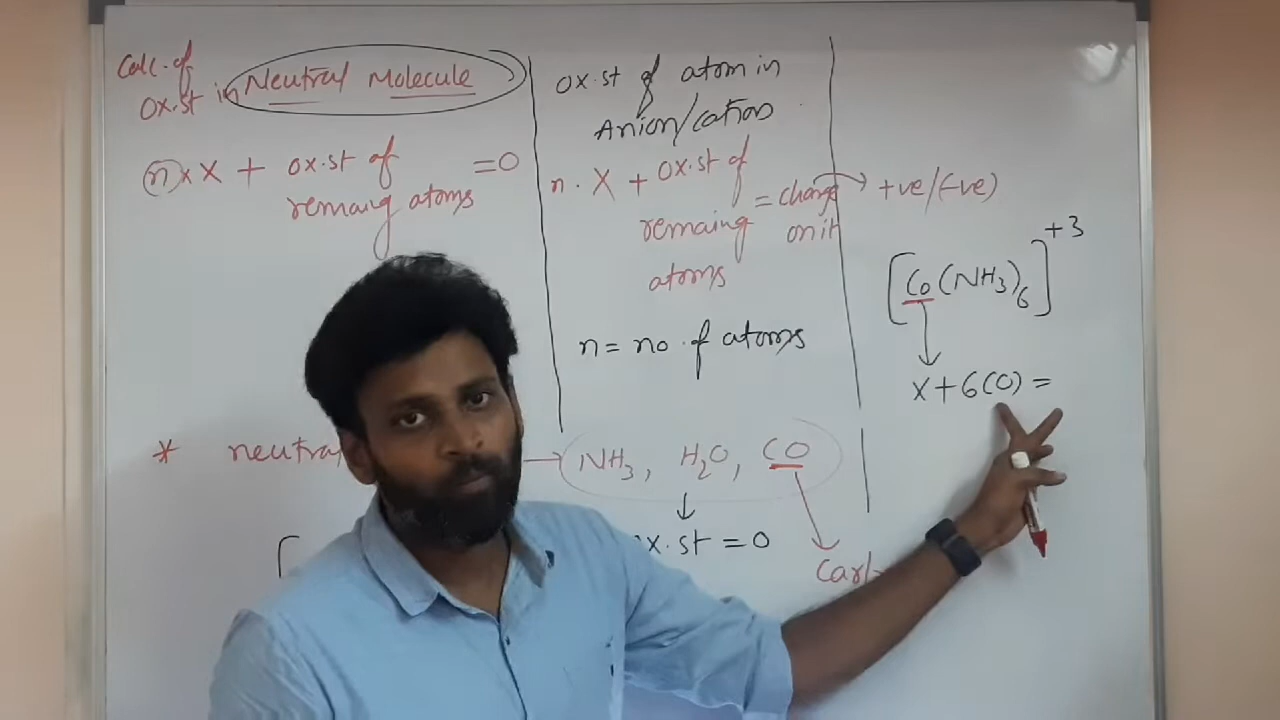 Calc. of
Ox.st in Neutral Molecule
n × X + ox.st of = 0
remaing atoms
ox.st of atom in
Anion/cation
n . X + ox.st of
remaing = charge → +ve/(-ve)
atoms on it
n = no. of atoms
[Co(NH₃)₆]⁺³
x + 6(0) =
* neutral → NH₃, H₂O, CO
x.st = 0